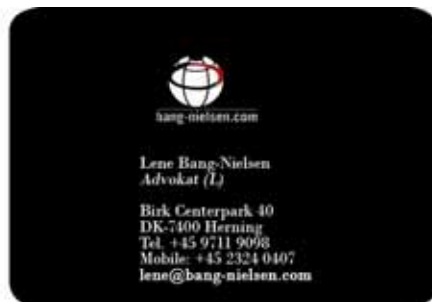 bang-nielsen.com
Lene Bang-Nielsen
Advokat (L)
Birk Centerpark 40
DK-7400 Herning
Tel. +45 9711 9098
Mobile: +45 2324 0407
lene@bang-nielsen.com